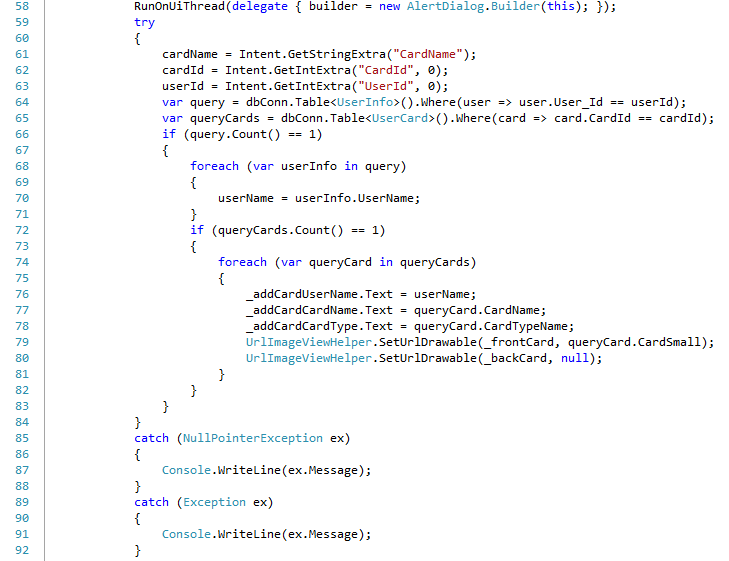 58 RunOnUiThread(delegate { builder = new AlertDialog.Builder(this); });
59 try
60 {
61 cardName = Intent.GetStringExtra("CardName");
62 cardId = Intent.GetIntExtra("CardId", 0);
63 userId = Intent.GetIntExtra("UserId", 0);
64 var query = dbConn.Table<UserInfo>().Where(user => user.User_Id == userId);
65 var queryCards = dbConn.Table<UserCard>().Where(card => card.CardId == cardId);
66 if (query.Count() == 1)
67 {
68 foreach (var userInfo in query)
69 {
70 userName = userInfo.UserName;
71 }
72 if (queryCards.Count() == 1)
73 {
74 foreach (var queryCard in queryCards)
75 {
76 _addCardUserName.Text = userName;
77 _addCardCardName.Text = queryCard.CardName;
78 _addCardCardType.Text = queryCard.CardTypeName;
79 UrlImageViewHelper.SetUrlDrawable(_frontCard, queryCard.CardSmall);
80 UrlImageViewHelper.SetUrlDrawable(_backCard, null);
81 }
82 }
83 }
84 }
85 catch (NullPointerException ex)
86 {
87 Console.WriteLine(ex.Message);
88 }
89 catch (Exception ex)
90 {
91 Console.WriteLine(ex.Message);
92 }